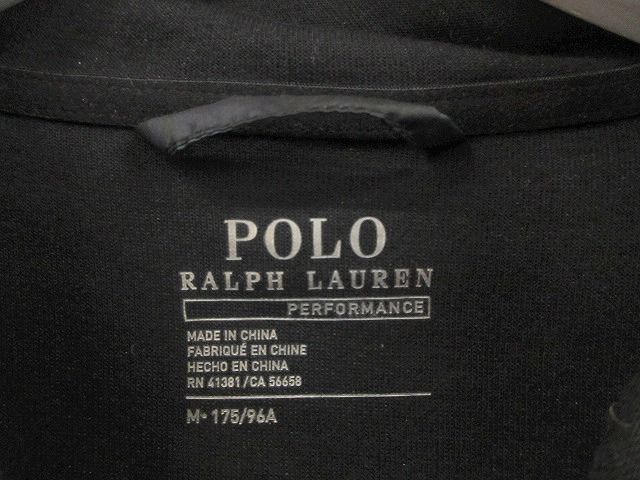 POLO
RALPH LAUREN
PERFORMANCE
MADE IN CHINA
FABRIQUÉ EN CHINE
HECHO EN CHINA
RN 41381/CA 56658
M• 175/96A